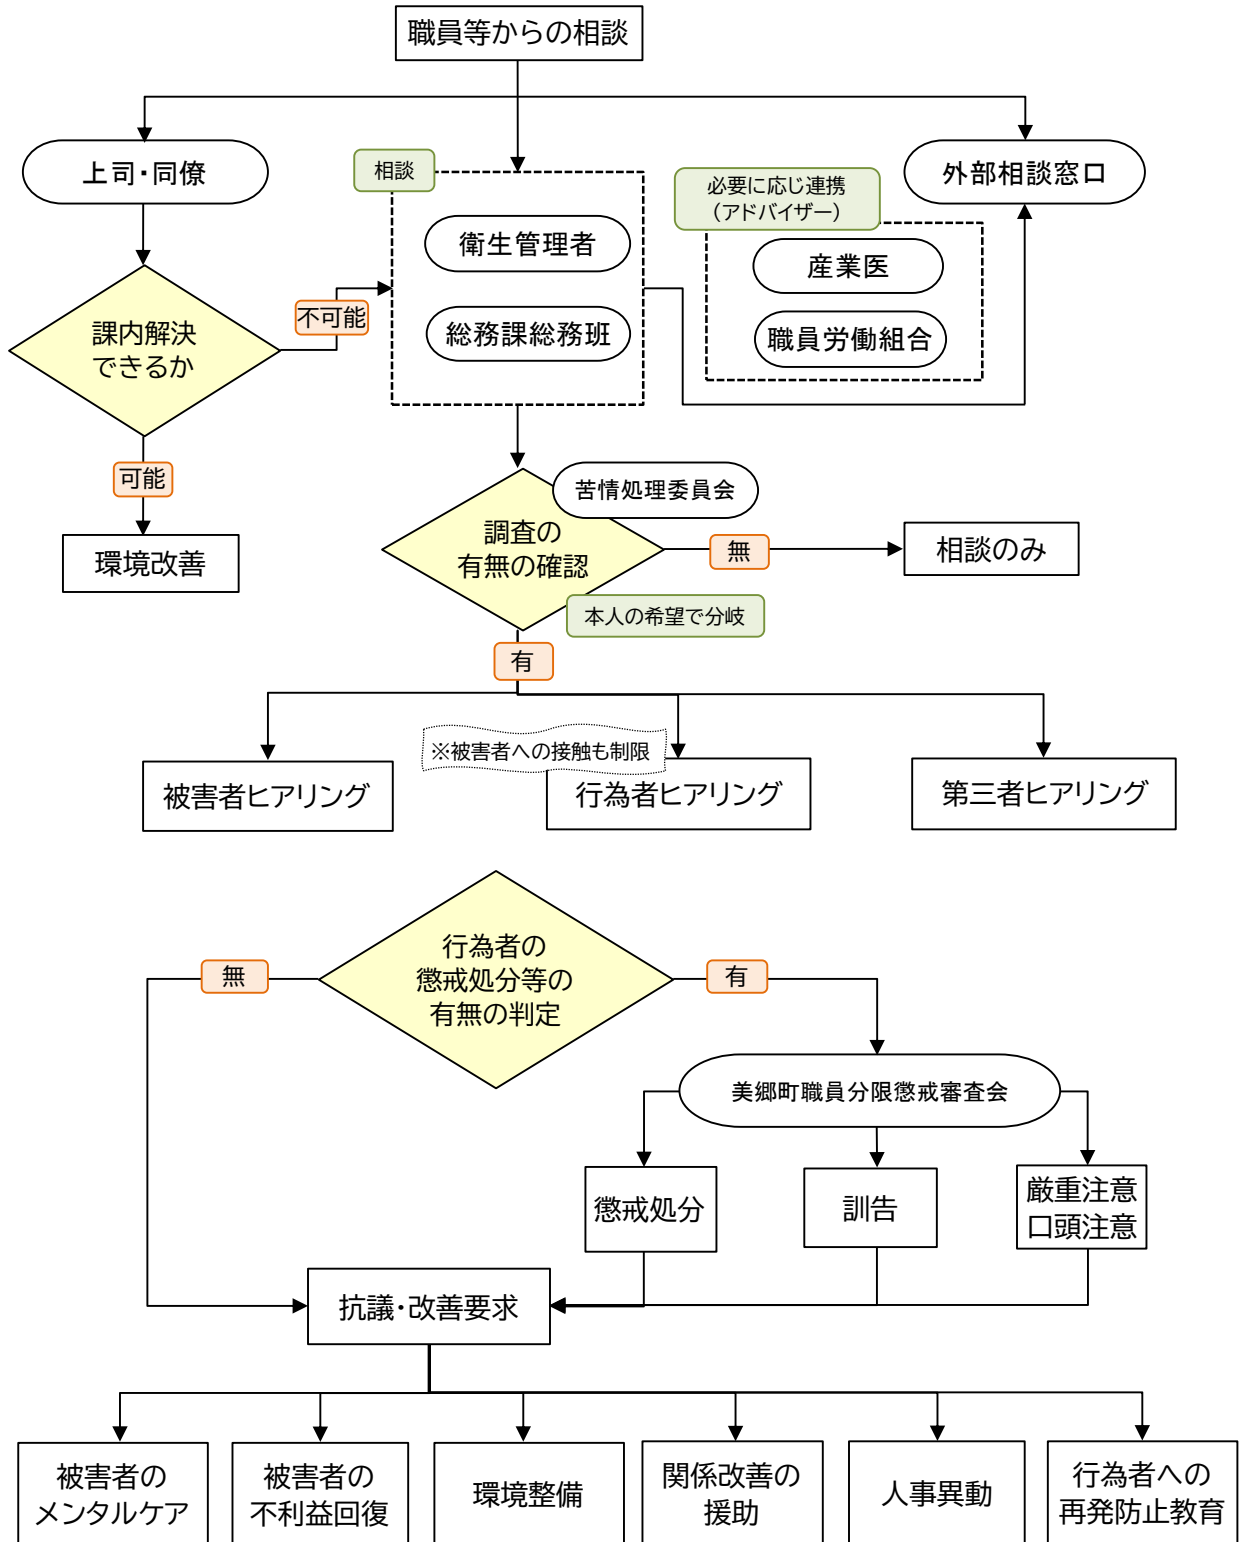 職員等からの相談
上司・同僚
相談
必要に応じ連携
（アドバイザー）
外部相談窓口
衛生管理者
産業医
総務課総務班
職員労働組合
不可能
課内解決
できるか
可能
環境改善
苦情処理委員会
調査の
有無の確認
無
相談のみ
本人の希望で分岐
有
※被害者への接触も制限
被害者ヒアリング
行為者ヒアリング
第三者ヒアリング
行為者の
懲戒処分等の
有無の判定
無
有
美郷町職員分限懲戒審査会
懲戒処分
訓告
厳重注意
口頭注意
抗議・改善要求
被害者の
メンタルケア
被害者の
不利益回復
環境整備
関係改善の
援助
人事異動
行為者への
再発防止教育